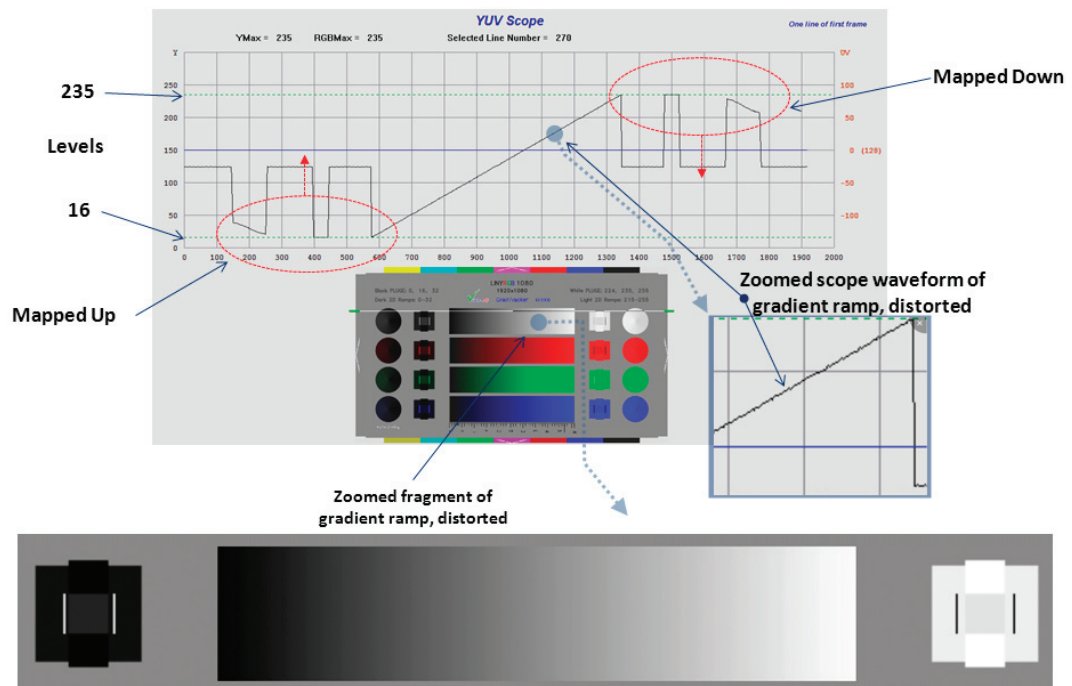 YUV Scope
One line of first frame
YMax = 235 RGBMax = 235 Selected Line Number = 270
Y
UV
250
200
150
100
50
0
100
50
0 (128)
-50
-100
0 100 200 300 400 500 600 700 800 900 1000 1100 1200 1300 1400 1500 1600 1700 1800 1900 2000
235
Levels
16
Mapped Up
Mapped Down
1920x1080
Zoomed scope waveform of
gradient ramp, distorted
Zoomed fragment of
gradient ramp, distorted